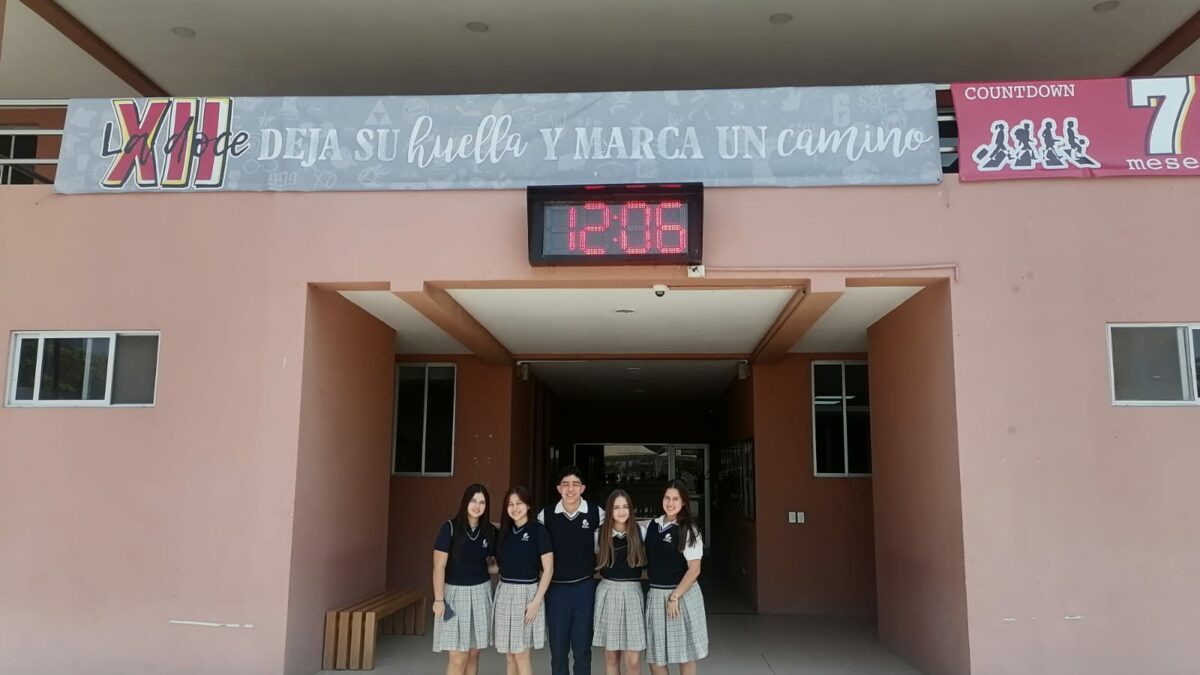 XII
La doce
DEJA SU huella Y MARCA UN camino
COUNTDOWN
7
mese
12:06